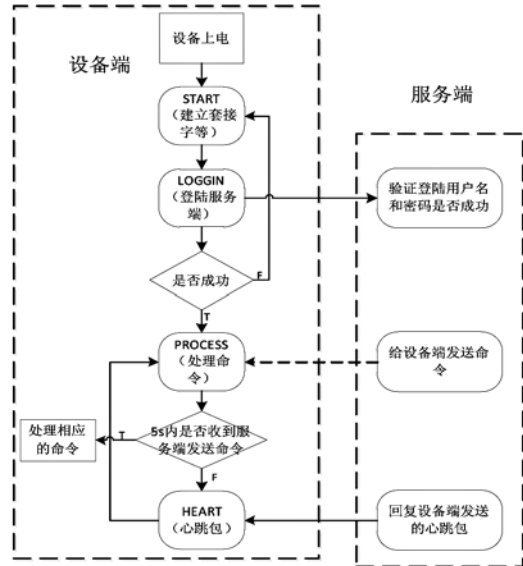 设备端
设备上电
START
（建立套接
字等）
服务端
LOGGIN
（登陆服务
端）
验证登陆用户名
和密码是否成功
是否成功
F
T
PROCESS
（处理命
令）
给设备端发送命
令
处理相应
的命令
T
5s内是否收到服
务端发送命令
F
HEART
（心跳包）
回复设备端发送
的心跳包